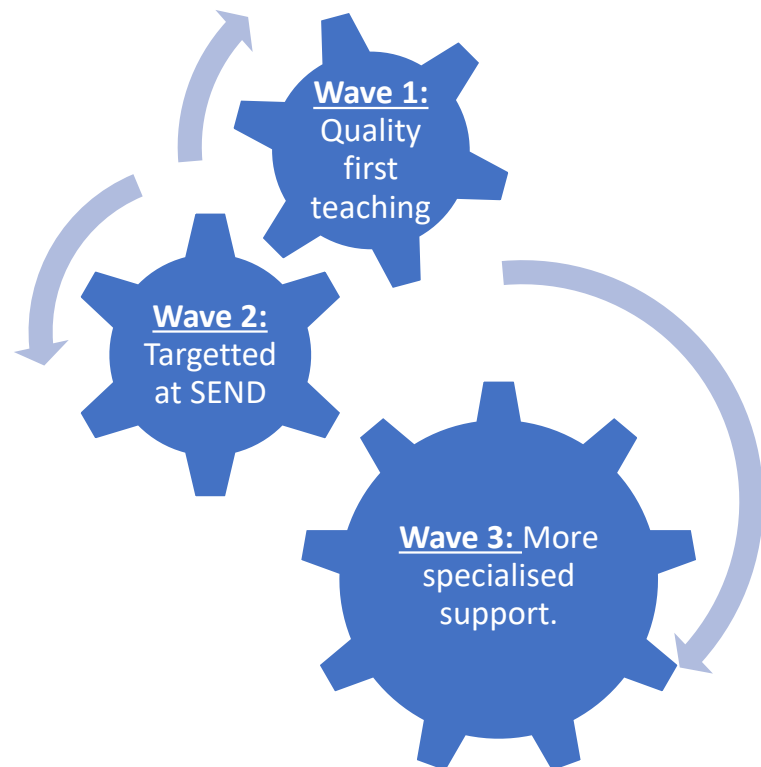 Wave 1:
Quality
first
teaching
Wave 2:
Targetted
at SEND
Wave 3: More
specialised
support.